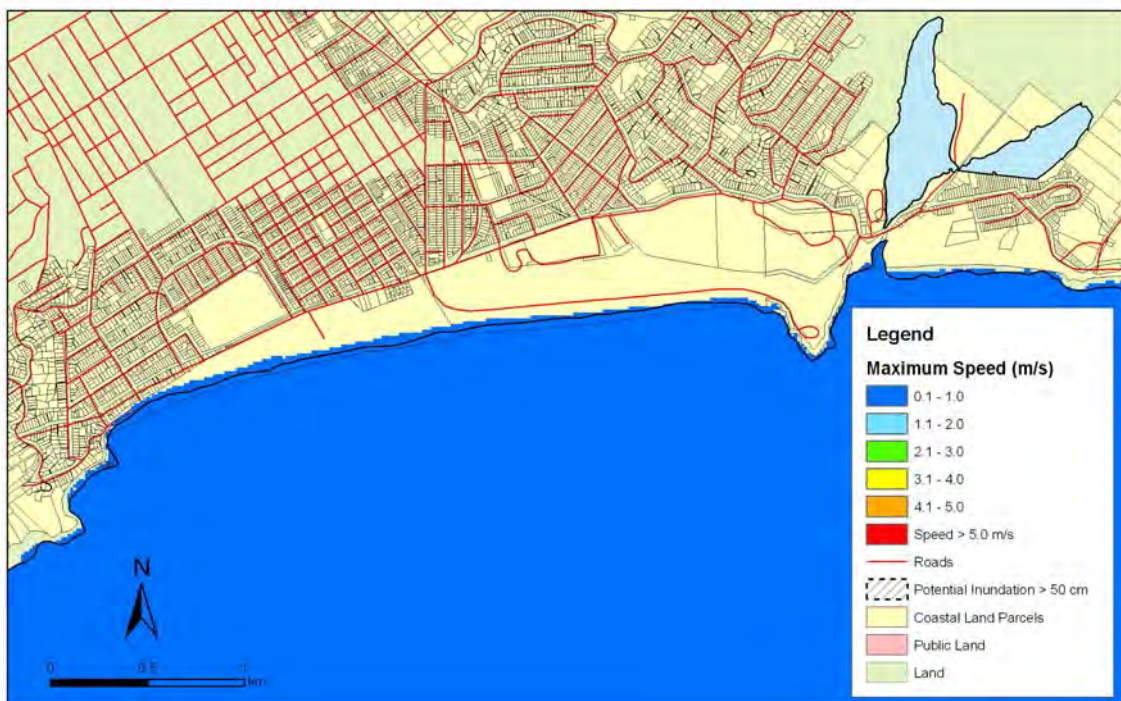 Legend
Maximum Speed (m/s)
0.1 - 1.0
1.1 - 2.0
2.1 - 3.0
3.1 - 4.0
4.1 - 5.0
Speed > 5.0 m/s
Roads
Potential Inundation > 50 cm
Coastal Land Parcels
Public Land
Land
N
0 0.5 1
km